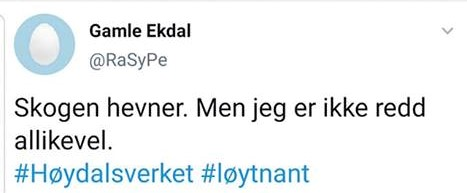 Gamle Ekdal
@RaSyPe
Skogen hevner. Men jeg er ikke redd
allikevel.
#Høydalsverket #løytnant